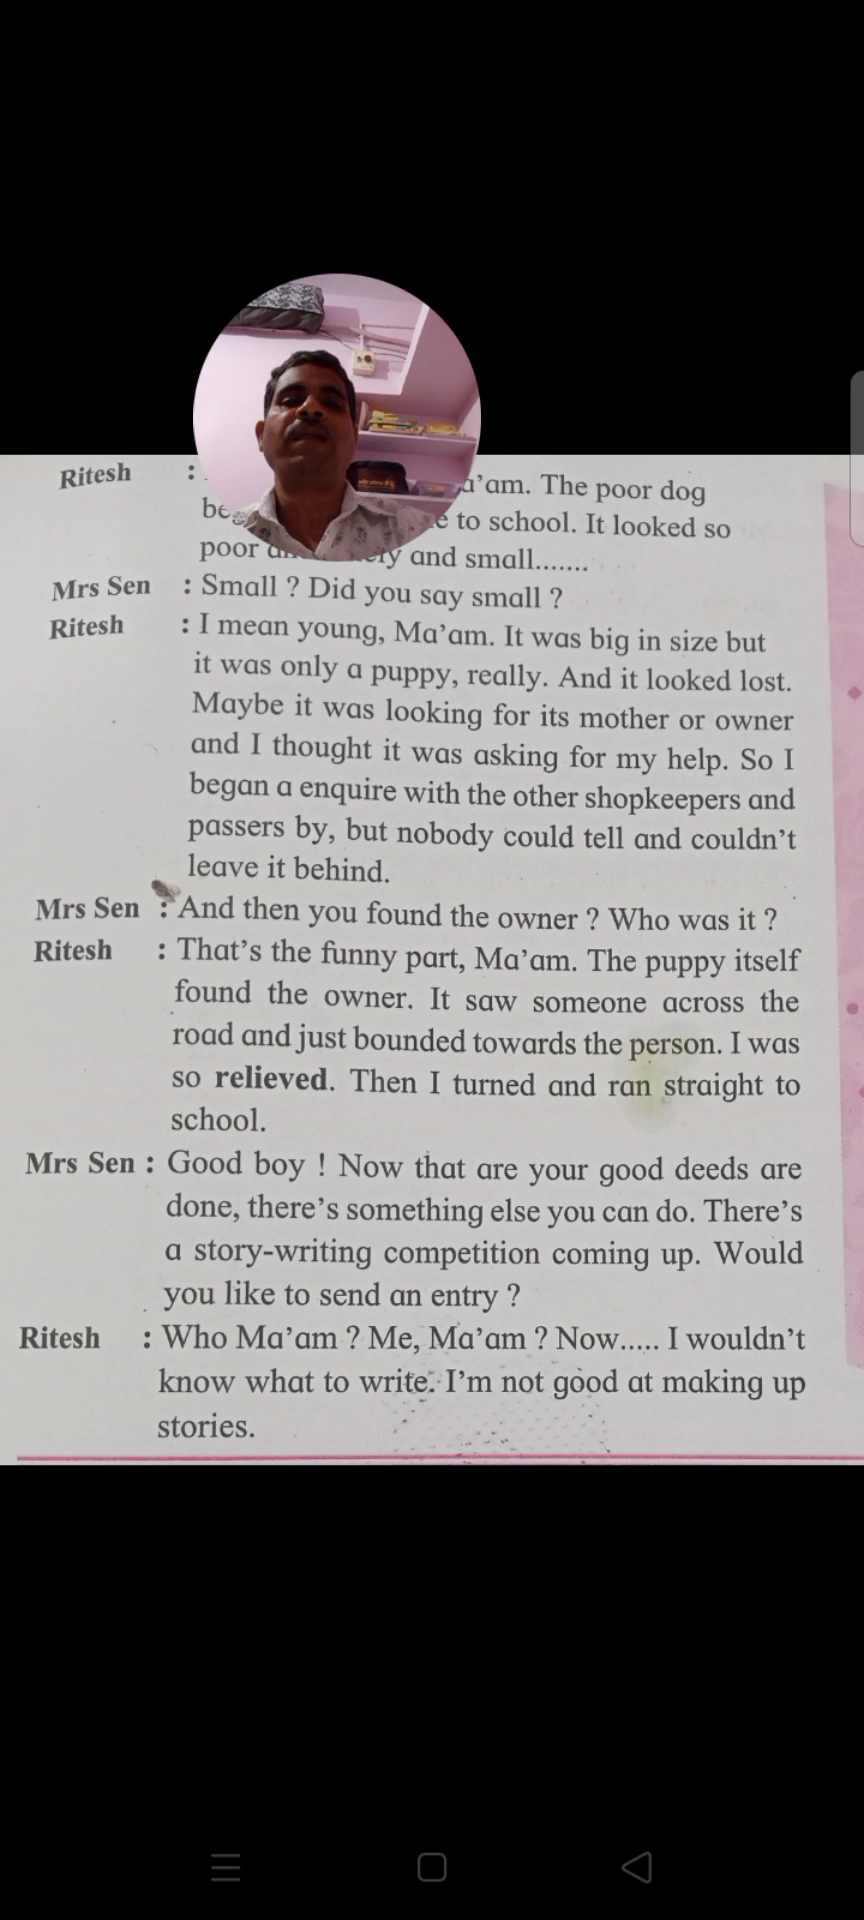 Ritesh : a'am. The poor dog
to school. It looked so
poor and small.......
Mrs Sen : Small ? Did you say small ?
Ritesh : I mean young, Ma'am. It was big in size but
it was only a puppy, really. And it looked lost.
Maybe it was looking for its mother or owner
and I thought it was asking for my help. So I
began a enquire with the other shopkeepers and
passers by, but nobody could tell and couldn't
leave it behind.
Mrs Sen : And then you found the owner ? Who was it ?
Ritesh : That's the funny part, Ma'am. The puppy itself
found the owner. It saw someone across the
road and just bounded towards the person. I was
so relieved. Then I turned and ran straight to
school.
Mrs Sen : Good boy ! Now that are your good deeds are
done, there's something else you can do. There's
a story-writing competition coming up. Would
you like to send an entry ?
Ritesh : Who Ma'am ? Me, Ma'am ? Now..... I wouldn't
know what to write. I'm not good at making up
stories.